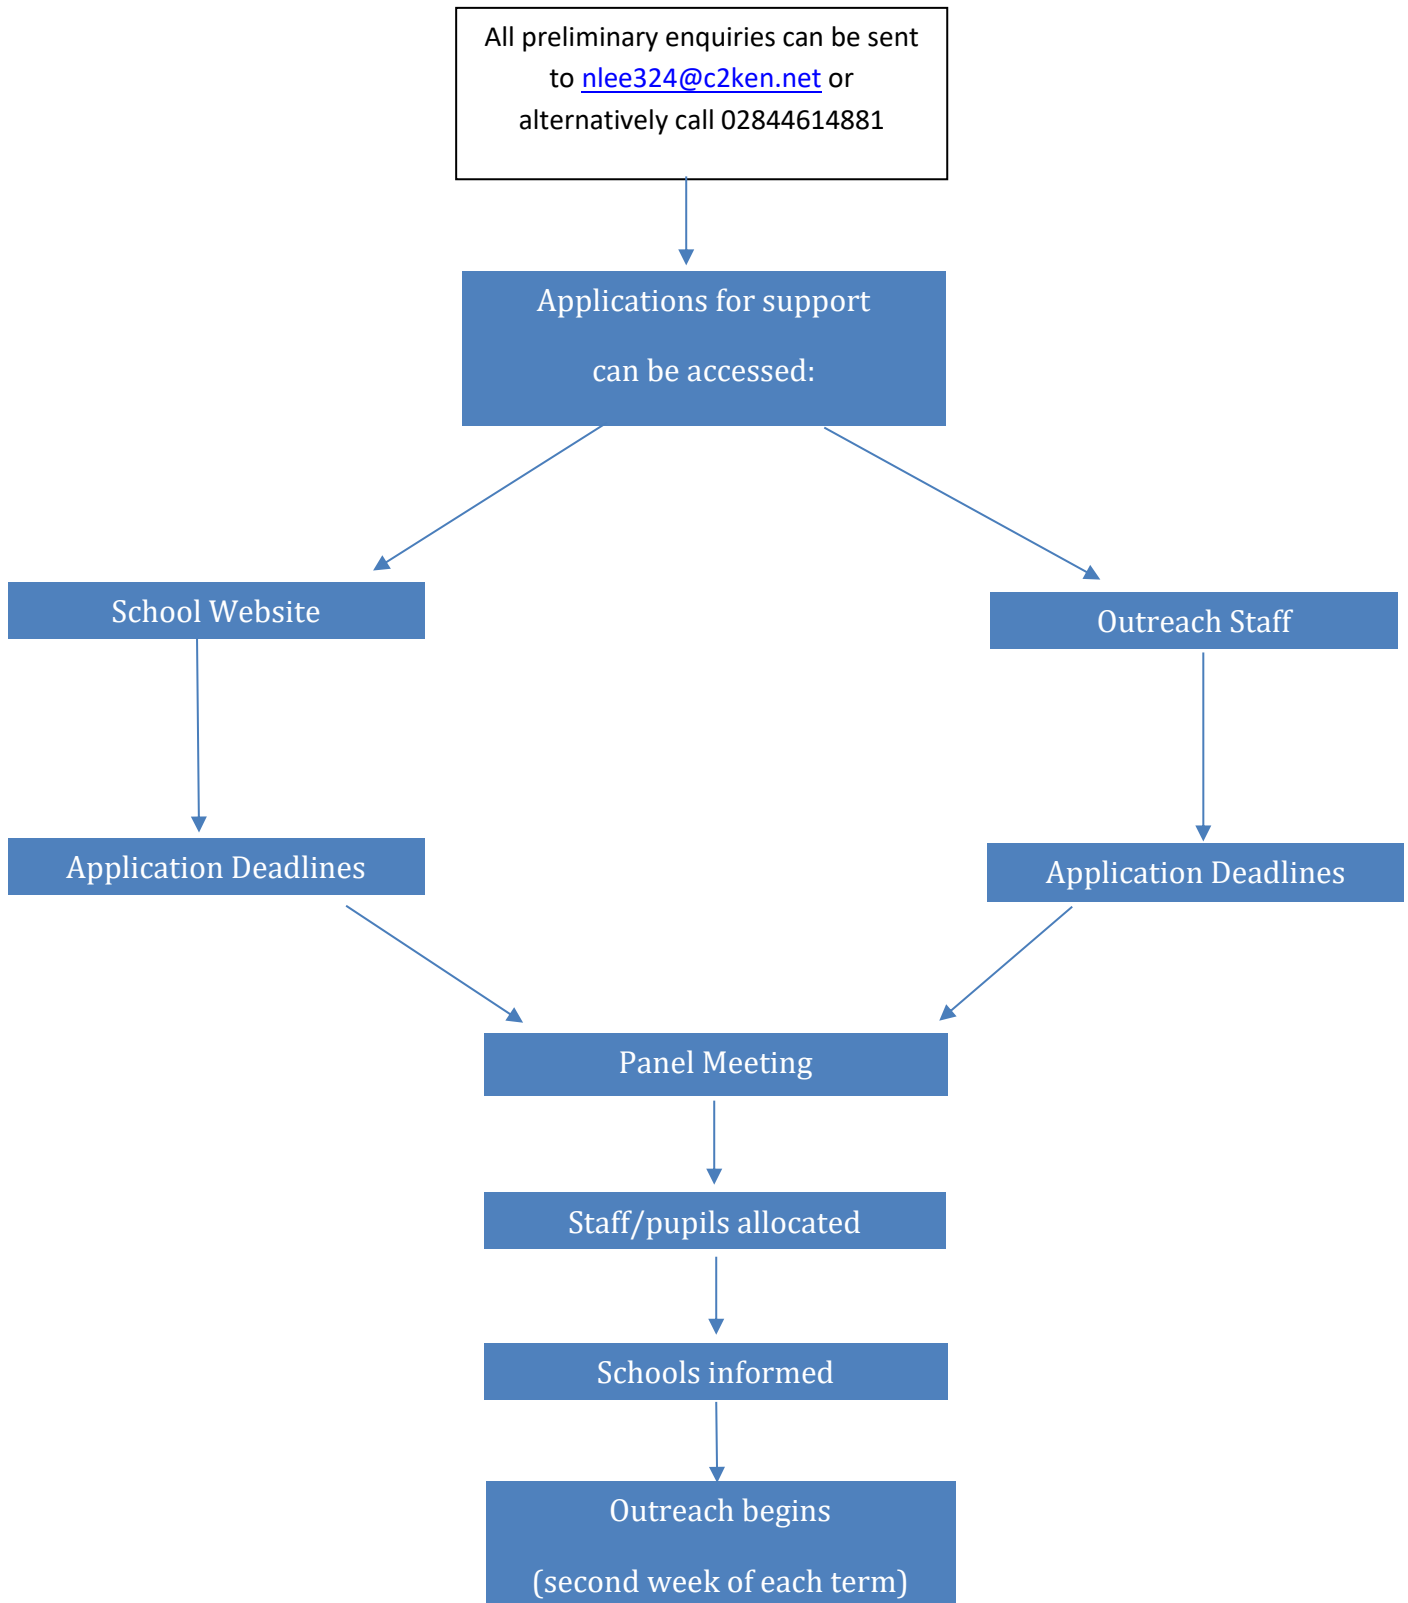 All preliminary enquiries can be sent
to nlee324@c2ken.net or
alternatively call 02844614881
Applications for support
can be accessed:
School Website
Outreach Staff
Application Deadlines
Application Deadlines
Panel Meeting
Staff/pupils allocated
Schools informed
Outreach begins
(second week of each term)